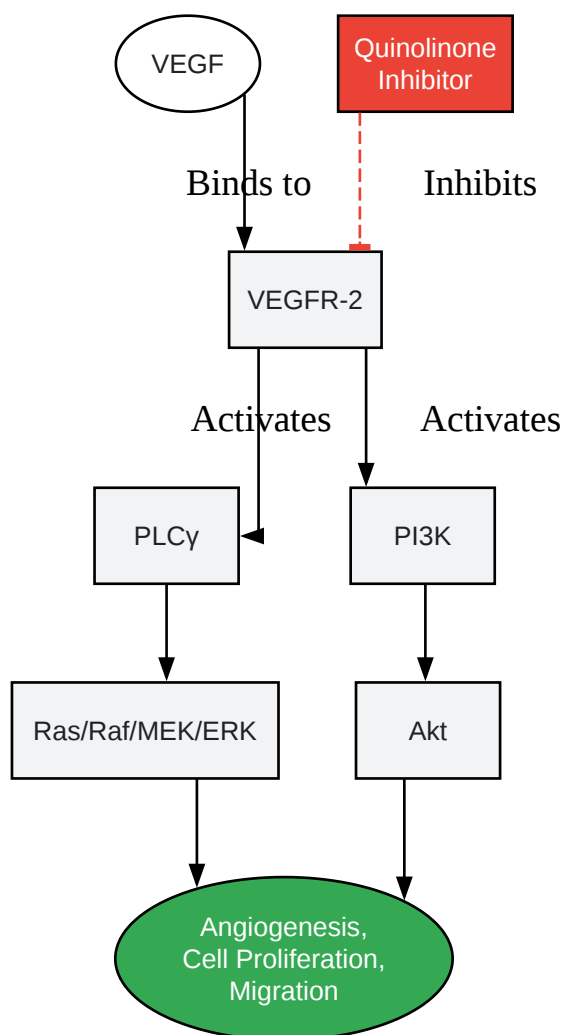 VEGF
Quinolinone
Inhibitor
Binds to
Inhibits
VEGFR-2
Activates
Activates
PLCγ
PI3K
Ras/Raf/MEK/ERK
Akt
Angiogenesis,
Cell Proliferation,
Migration